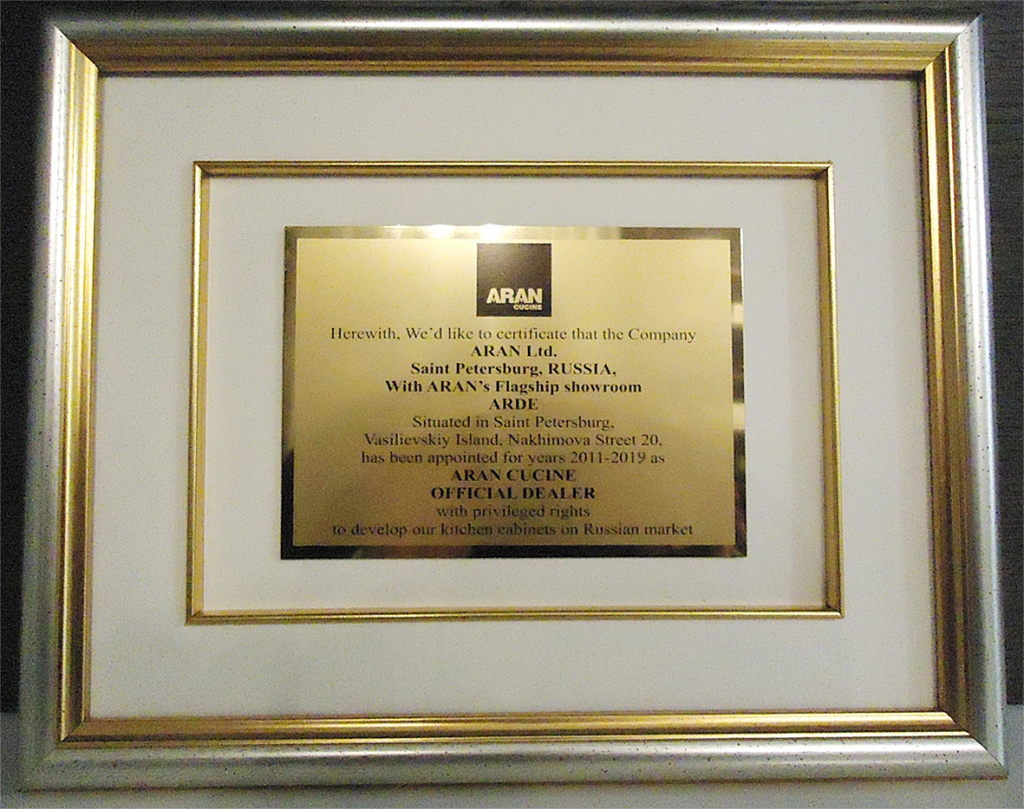 ARAN
CUCINE
Herewith, We'd like to certificate that the Company
ARAN Ltd.
Saint Petersburg, RUSSIA,
With ARAN's Flagship showroom
ARDE
Situated in Saint Petersburg,
Vasilievskiy Island, Nakhimova Street 20,
has been appointed for years 2011-2019 as
ARAN CUCINE
OFFICIAL DEALER
with privileged rights
to develop our kitchen cabinets on Russian market